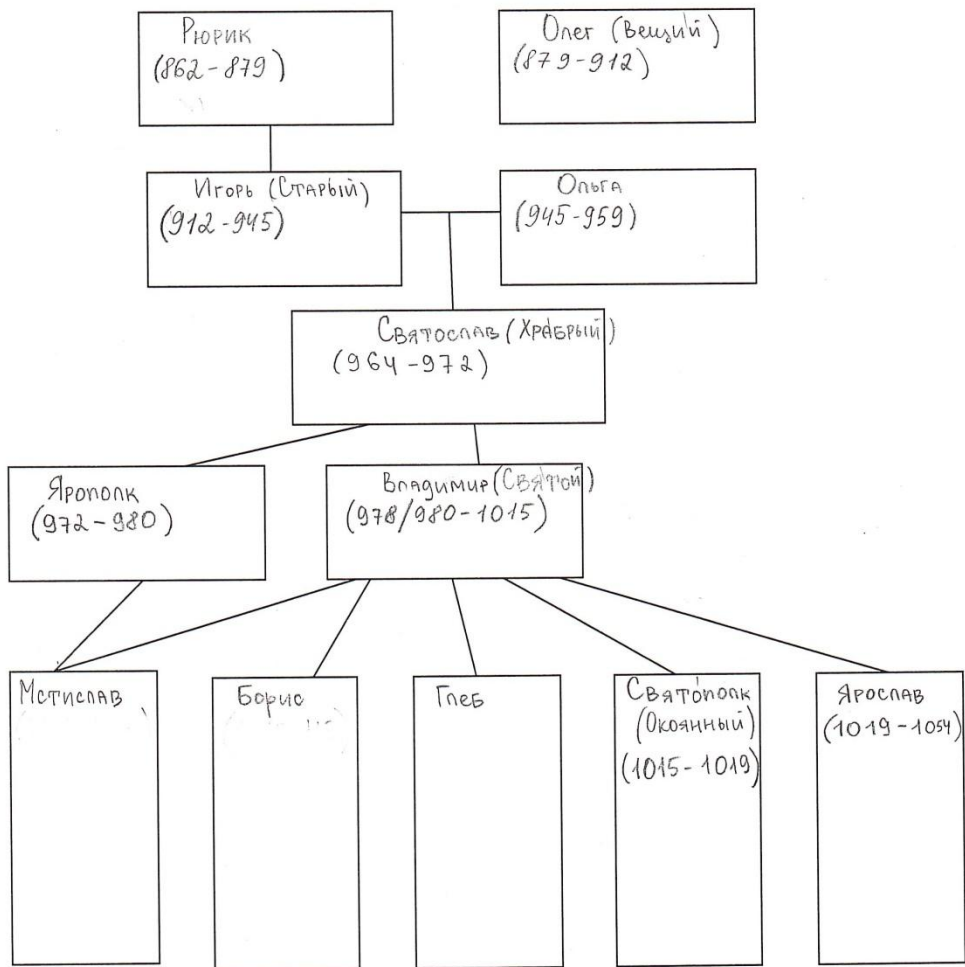 Рюрик
(862-879)
Олег (Вещий)
(879-912)
Игорь (Старый)
(912-945)
Ольга
(945-959)
Святослав (Храбрый)
(964-972)
Ярополк
(972-980)
Владимир (Святой)
(978/980-1015)
Мстислав
Борис
Глеб
Святополк
(Окоянный)
(1015-1019)
Ярослав
(1019-1054)